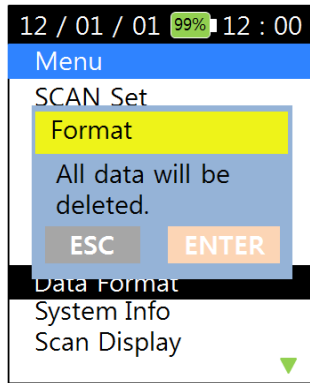 12 / 01 / 01 99% 12 : 00
Menu
SCAN Set
Format
All data will be
deleted.
ESC ENTER
Data Format
System Info
Scan Display